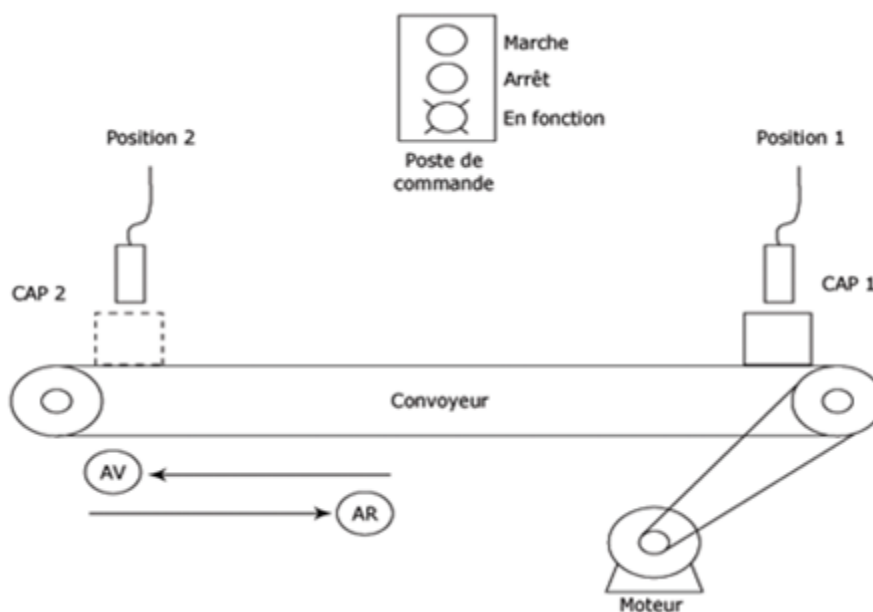 Marche
Arrêt
En fonction
Poste de
commande
Position 2
Position 1
CAP 2
CAP 1
Convoyeur
AV
AR
Moteur